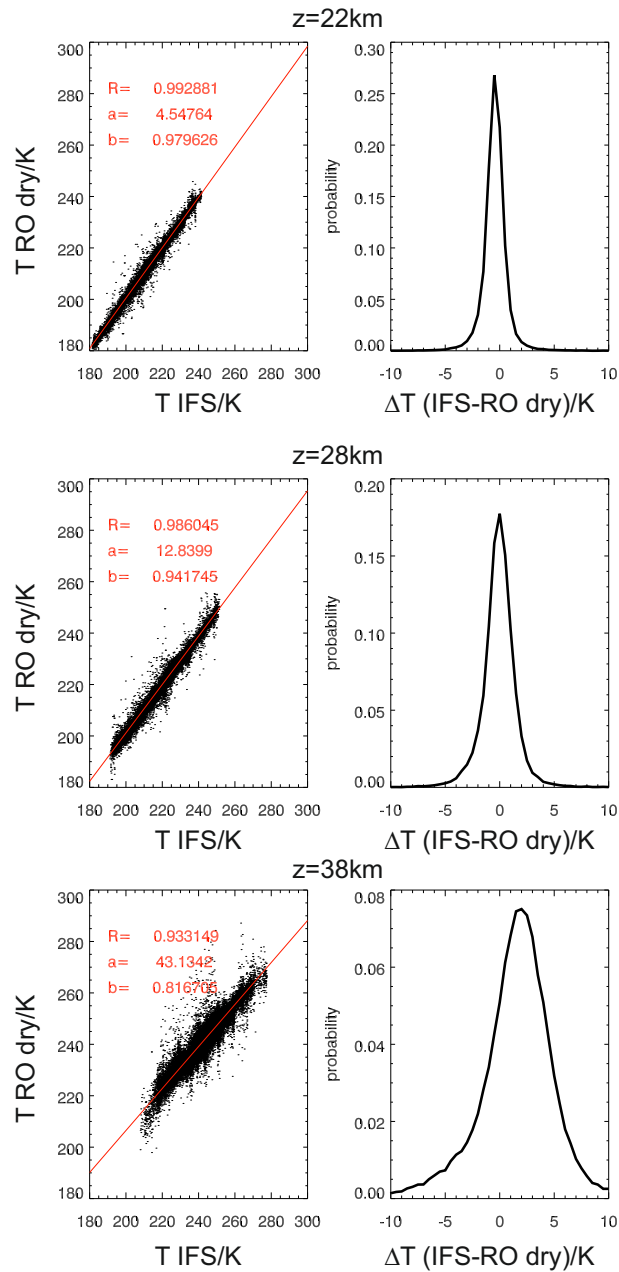 z=22km
300
280
260
240
220
200
180
T RO dry/K
R= 0.992881
a= 4.54764
b= 0.979626
180 200 220 240 260 280 300
T IFS/K
0.30
0.25
0.20
0.15
0.10
0.05
0.00
probability
-10 -5 0 5 10
ΔT (IFS-RO dry)/K
z=28km
300
280
260
240
220
200
180
T RO dry/K
R= 0.986045
a= 12.8399
b= 0.941745
180 200 220 240 260 280 300
T IFS/K
0.20
0.15
0.10
0.05
0.00
probability
-10 -5 0 5 10
ΔT (IFS-RO dry)/K
z=38km
300
280
260
240
220
200
180
T RO dry/K
R= 0.933149
a= 43.1342
b= 0.816705
180 200 220 240 260 280 300
T IFS/K
0.08
0.06
0.04
0.02
0.00
probability
-10 -5 0 5 10
ΔT (IFS-RO dry)/K